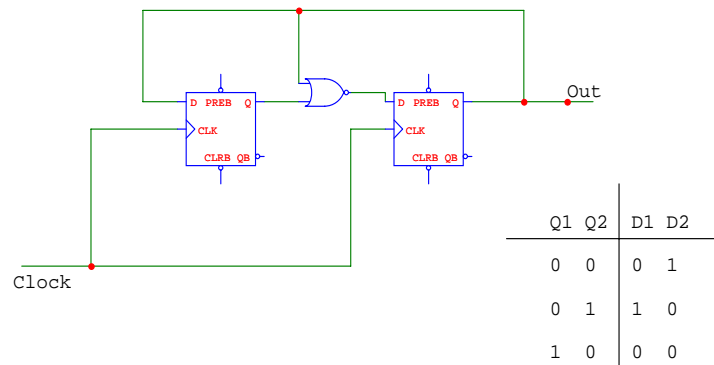 Out
D PREB Q
CLK
CLRB QB
D PREB Q
CLK
CLRB QB
Clock
Q1 Q2 D1 D2
0 0 0 1
0 1 1 0
1 0 0 0